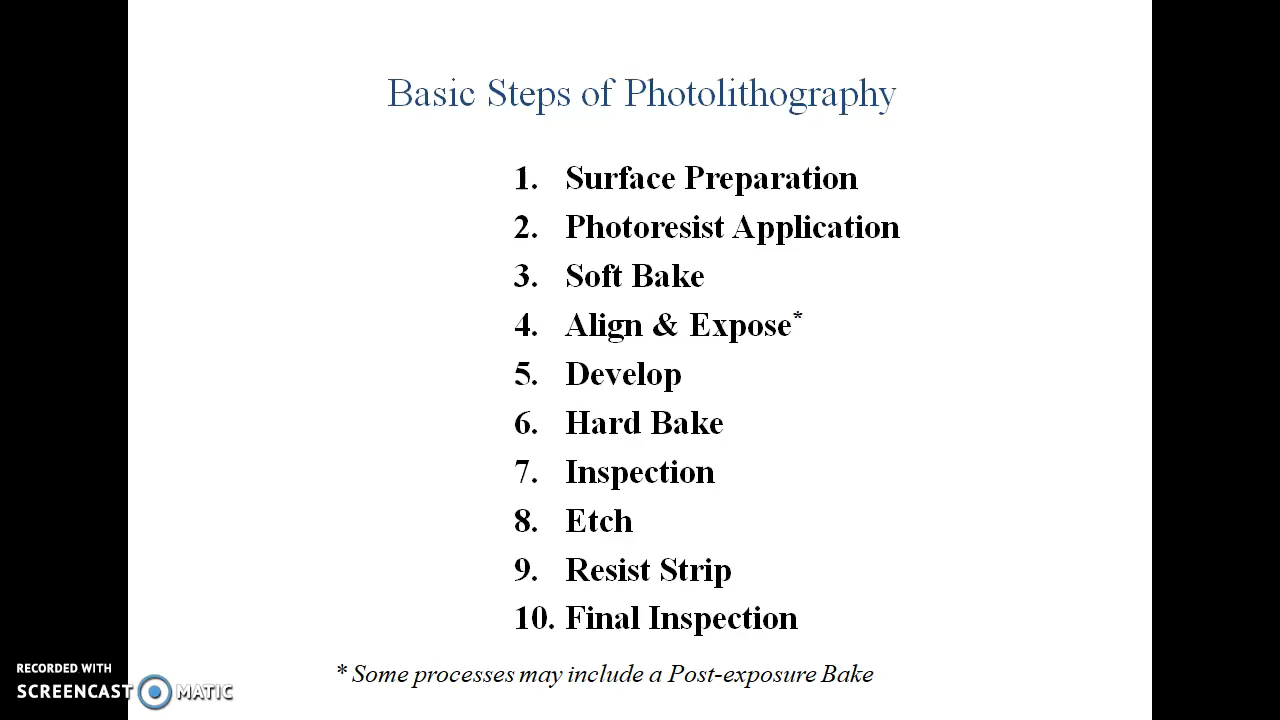 Basic Steps of Photolithography
1. Surface Preparation
2. Photoresist Application
3. Soft Bake
4. Align & Expose*
5. Develop
6. Hard Bake
7. Inspection
8. Etch
9. Resist Strip
10. Final Inspection
* Some processes may include a Post-exposure Bake
RECORDED WITH
SCREENCAST MATIC